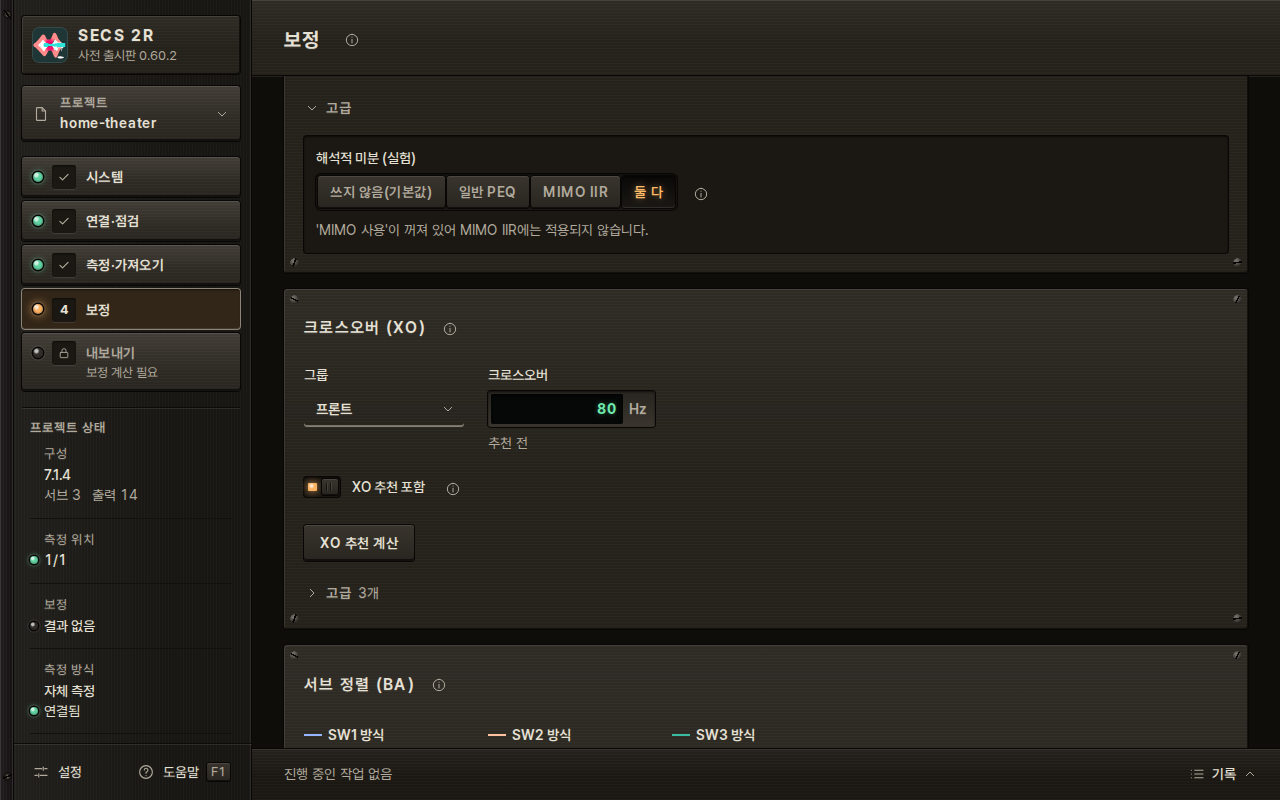 SECS 2R
사전 출시판 0.60.2
프로젝트
home-theater
시스템
연결·점검
측정·가져오기
4 보정
내보내기
보정 계산 필요
프로젝트 상태
구성
7.1.4
서브 3 출력 14
측정 위치
1/1
보정
결과 없음
측정 방식
자체 측정
연결됨
설정
도움말 F1
보정
고급
해석적 미분 (실험)
쓰지 않음(기본값) 일반 PEQ MIMO IIR 둘 다
'MIMO 사용'이 꺼져 있어 MIMO IIR에는 적용되지 않습니다.
크로스오버 (XO)
그룹 크로스오버
프론트 80 Hz
추천 전
XO 추천 포함
XO 추천 계산
고급 3개
서브 정렬 (BA)
SW1 방식 SW2 방식 SW3 방식
진행 중인 작업 없음
기록